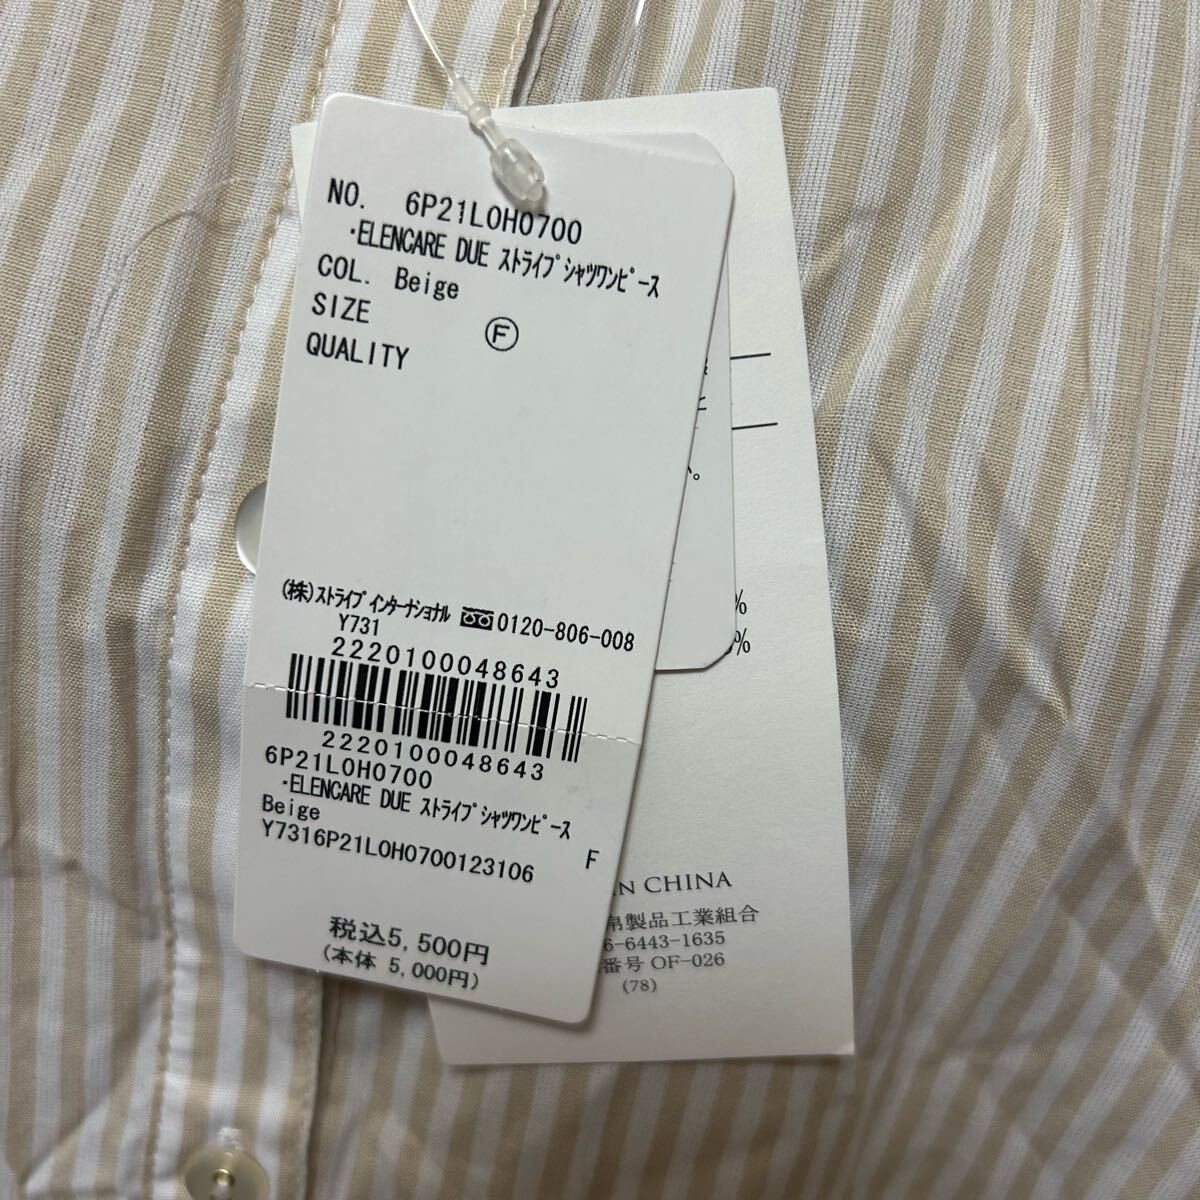 NO. 6P21L0H0700
･ELENCARE DUE ｽﾄﾗｲﾌﾟｼｬﾂﾜﾝﾋﾟｰｽ
COL. Beige
SIZE Ⓕ
QUALITY
(株)ｽﾄﾗｲﾌﾟｲﾝﾀｰﾅｼｮﾅﾙ 0120-806-008
Y731
2220100048643
2220100048643
6P21L0H0700
･ELENCARE DUE ｽﾄﾗｲﾌﾟｼｬﾂﾜﾝﾋﾟｰｽ
Beige F
Y7316P21L0H0700123106
税込5,500円
(本体 5,000円)
と
。
%
%
IN CHINA
帛製品工業組合
6-6443-1635
番号 OF-026
(78)